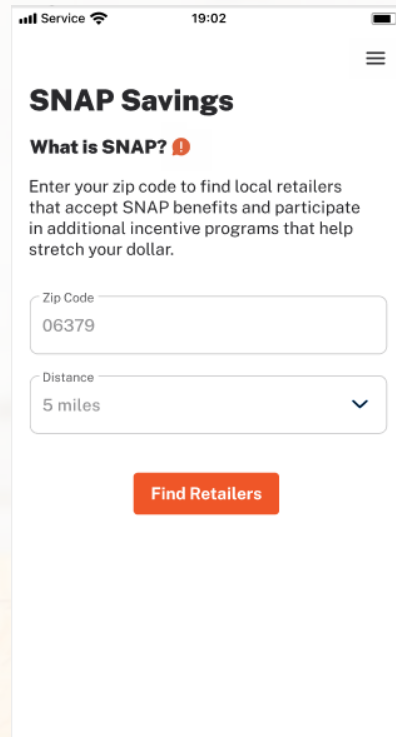 Service 19:02
SNAP Savings
What is SNAP? !
Enter your zip code to find local retailers
that accept SNAP benefits and participate
in additional incentive programs that help
stretch your dollar.
Zip Code
06379
Distance
5 miles
Find Retailers